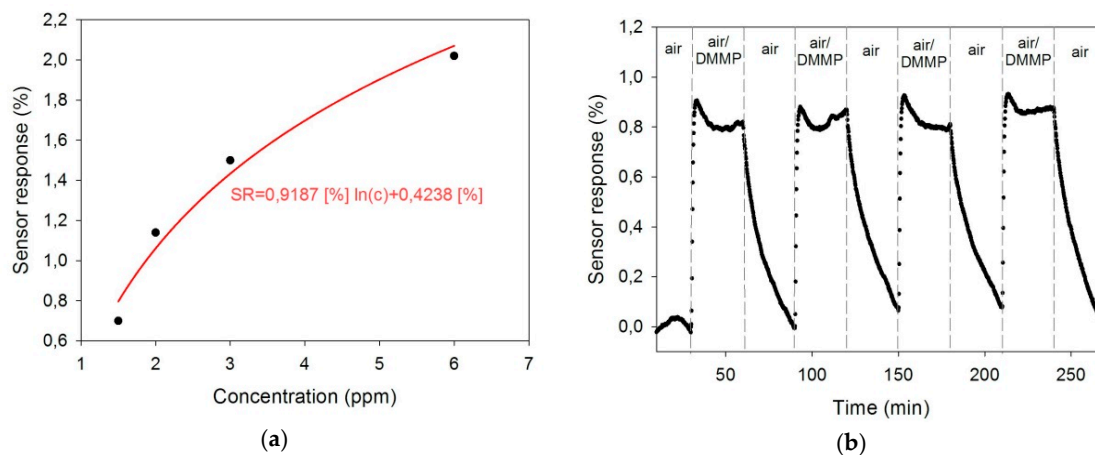 2,2
2,0
1,8
1,6
1,4
1,2
1,0
0,8
0,6
Sensor response (%)
SR=0,9187 [%] ln(c)+0,4238 [%]
1 2 3 4 5 6 7
Concentration (ppm)
(a)
1,2
1,0
0,8
0,6
0,4
0,2
0,0
Sensor response (%)
air air/DMMP air air/DMMP air air/DMMP air air/DMMP air
50 100 150 200 250
Time (min)
(b)